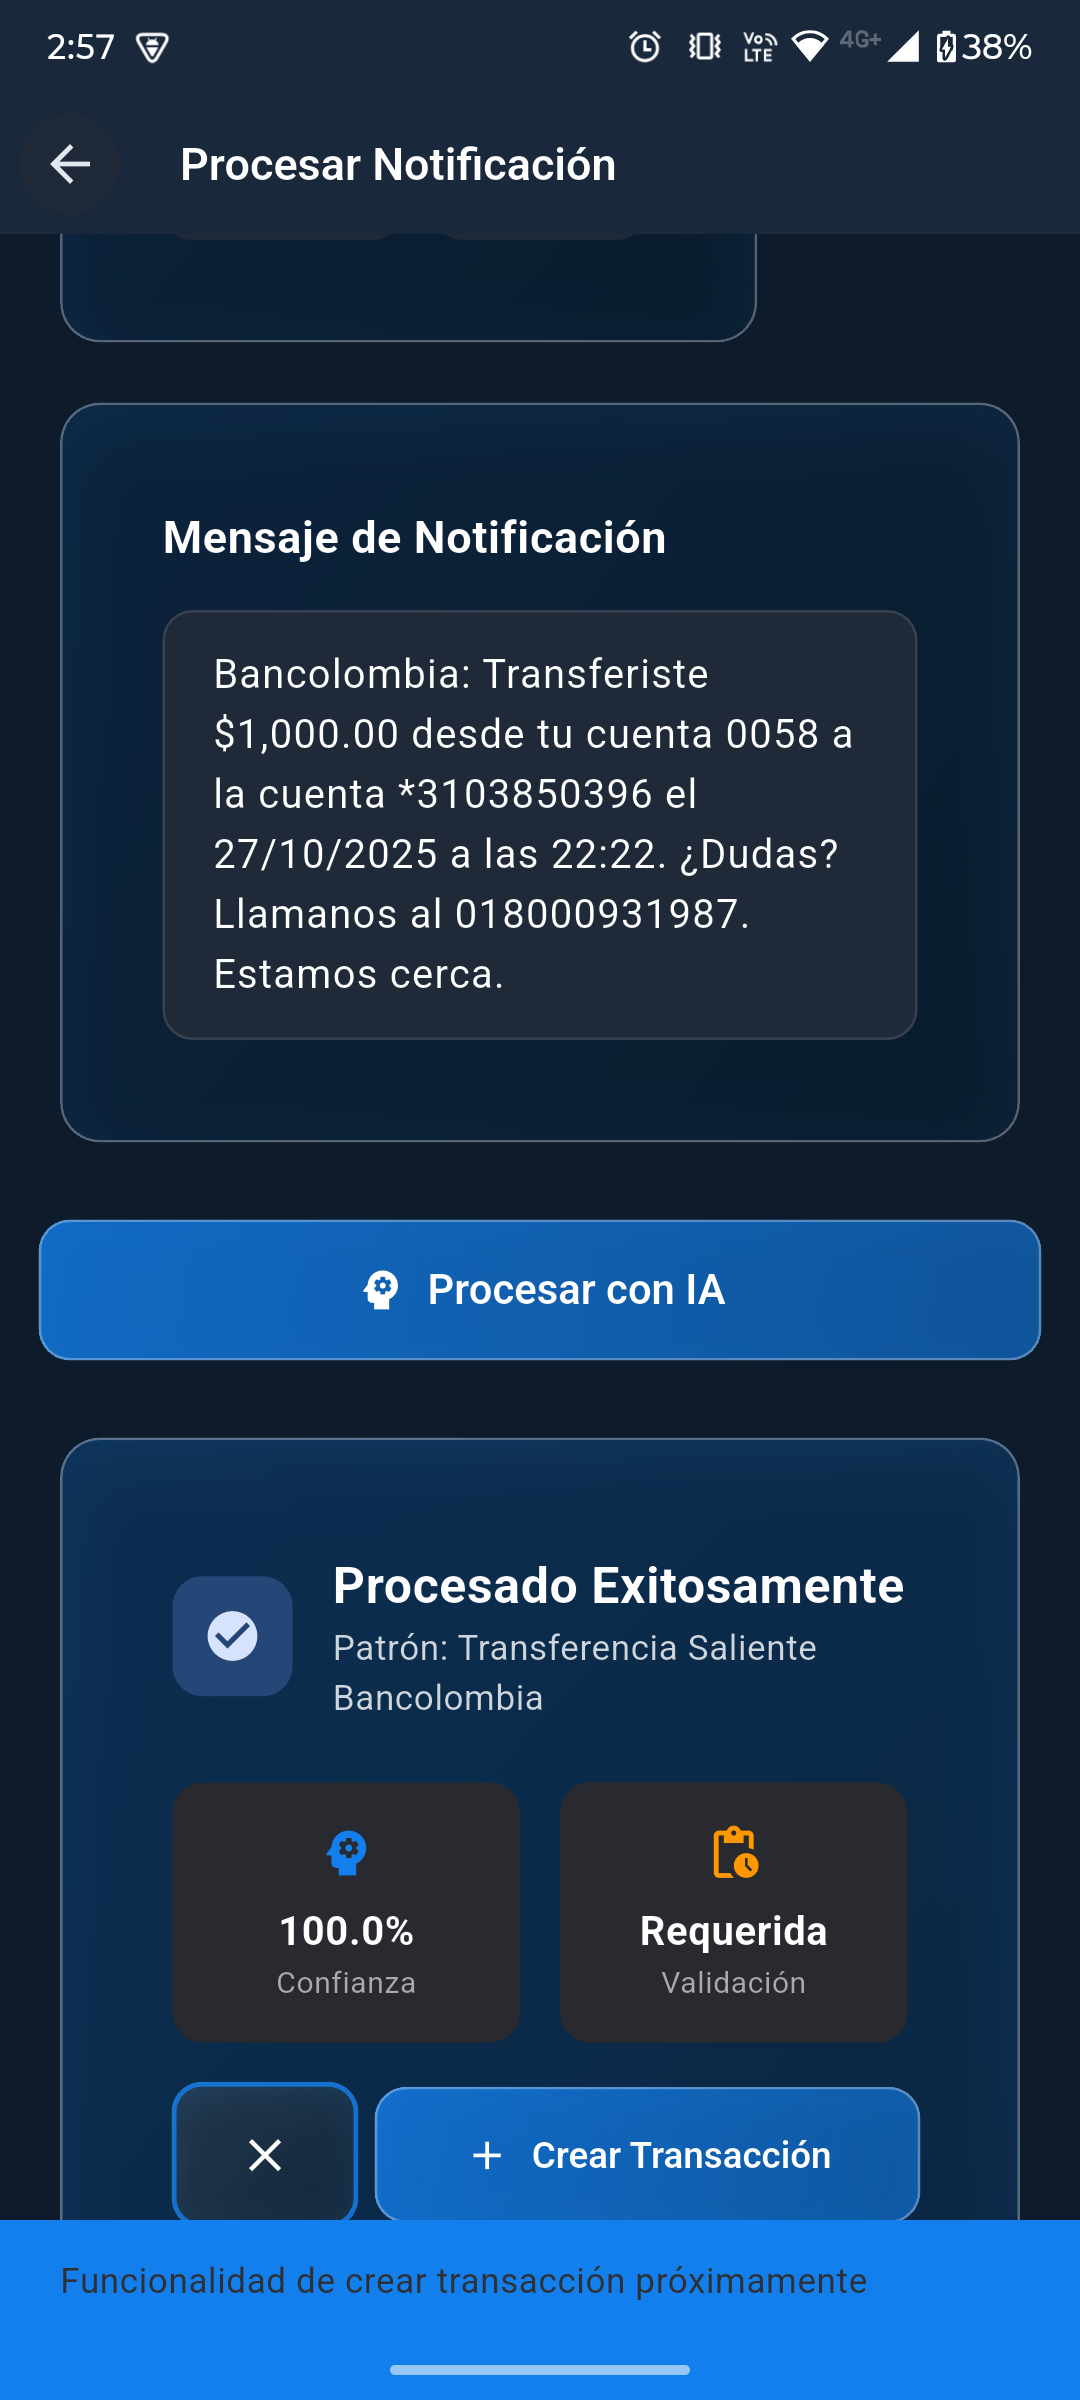 2:57
Vo LTE
4G+
38%
Procesar Notificación
Mensaje de Notificación
Bancolombia: Transferiste
$1,000.00 desde tu cuenta 0058 a
la cuenta *3103850396 el
27/10/2025 a las 22:22. ¿Dudas?
Llamanos al 018000931987.
Estamos cerca.
Procesar con IA
Procesado Exitosamente
Patrón: Transferencia Saliente
Bancolombia
100.0%
Confianza
Requerida
Validación
Crear Transacción
Funcionalidad de crear transacción próximamente